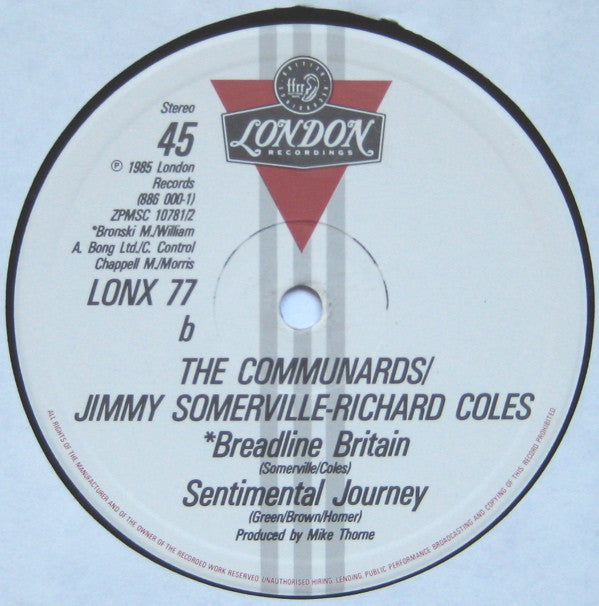 ffrr
LONDON
RECORDINGS
Stereo
45
℗ 1985 London
Records
(886 000-1)
ZPMSC 10781/2
*Bronski M./William
A. Bong Ltd./C. Control
Chappell M./Morris
LONX 77
b
THE COMMUNARDS/
JIMMY SOMERVILLE-RICHARD COLES
*Breadline Britain
(Somerville/Coles)
Sentimental Journey
(Green/Brown/Homer)
Produced by Mike Thorne
ALL RIGHTS OF THE MANUFACTURER AND OF THE OWNER OF THE RECORDED WORK RESERVED. UNAUTHORISED HIRING, LENDING, PUBLIC PERFORMANCE BROADCASTING AND COPYING OF THIS RECORD PROHIBITED